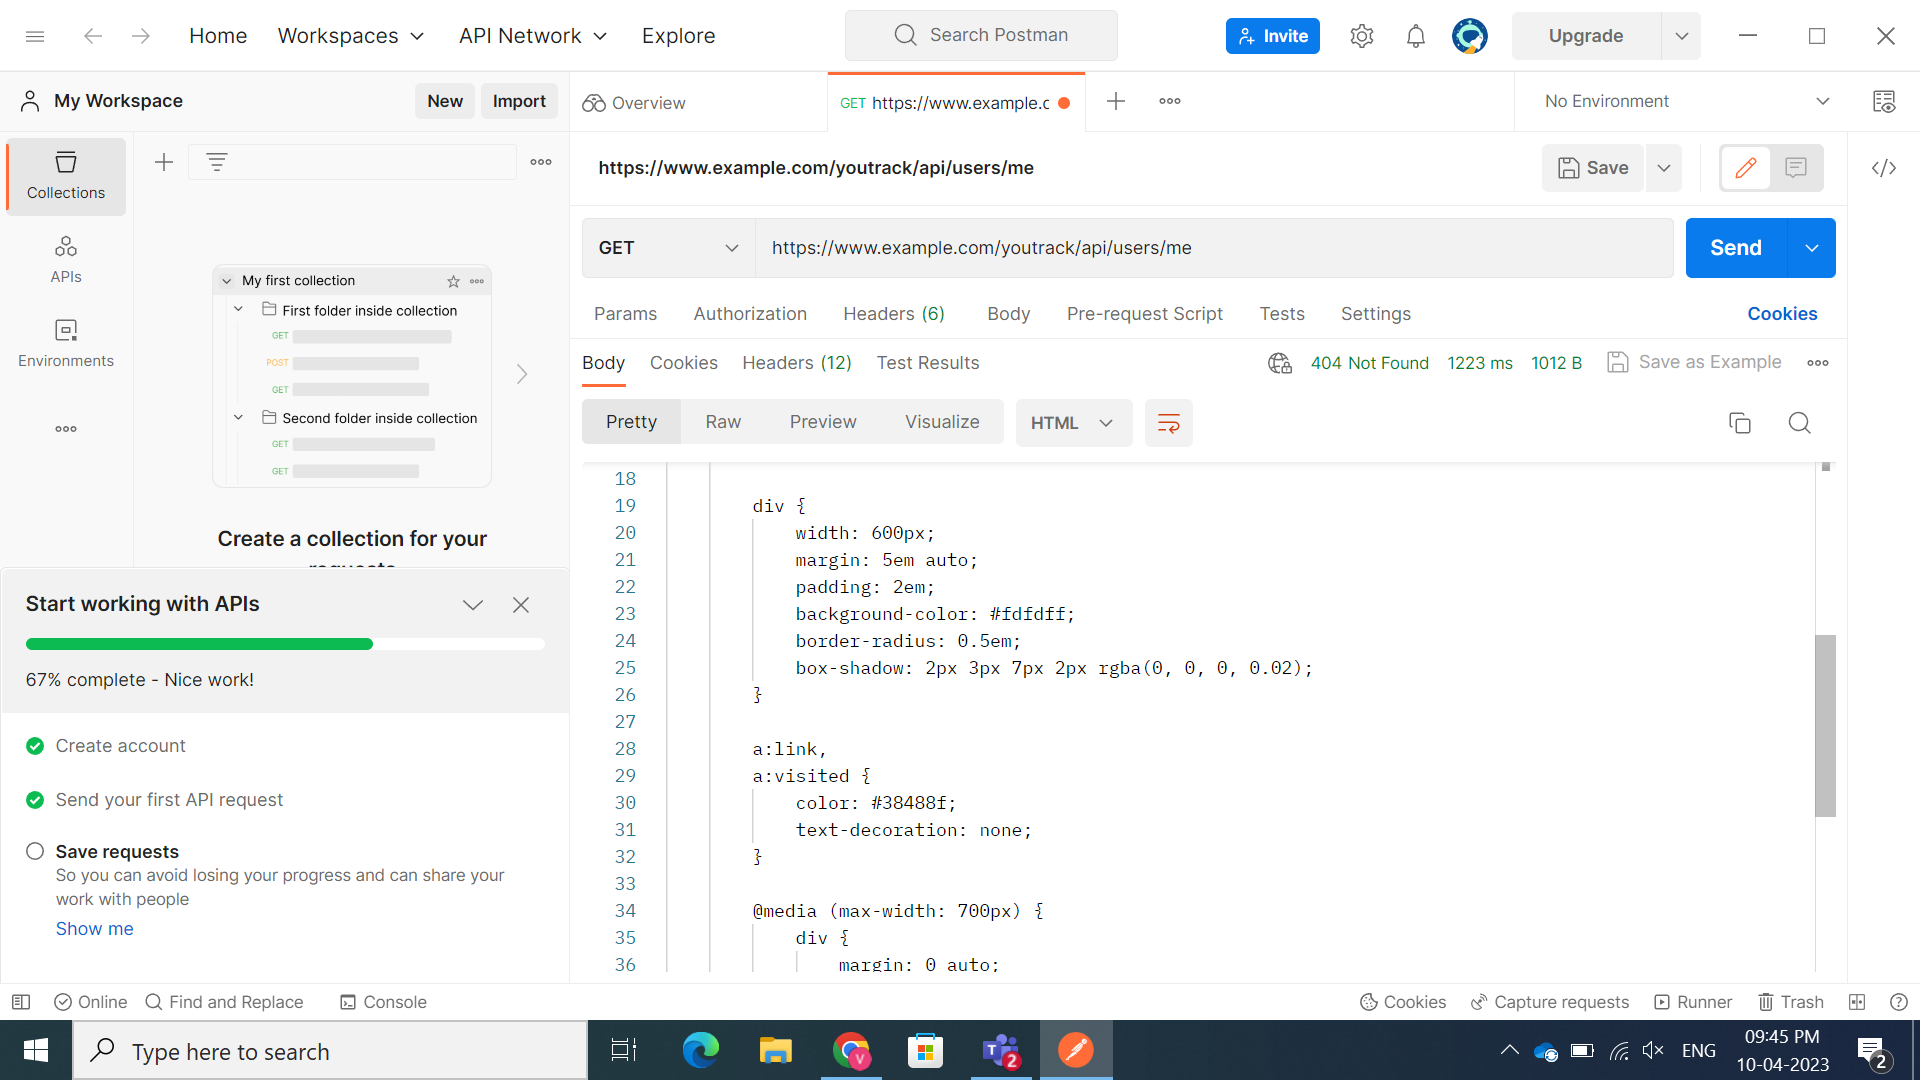 Home Workspaces API Network Explore Search Postman Invite Upgrade
My Workspace New Import Overview GET https://www.example.c No Environment
Collections
APIs
Environments
My first collection
First folder inside collection
GET
POST
GET
Second folder inside collection
GET
GET
Create a collection for your
requests
Start working with APIs
67% complete - Nice work!
Create account
Send your first API request
Save requests
So you can avoid losing your progress and can share your
work with people
Show me
https://www.example.com/youtrack/api/users/me Save
GET https://www.example.com/youtrack/api/users/me Send
Params Authorization Headers (6) Body Pre-request Script Tests Settings Cookies
Body Cookies Headers (12) Test Results 404 Not Found 1223 ms 1012 B Save as Example
Pretty Raw Preview Visualize HTML
18
19 div {
20 width: 600px;
21 margin: 5em auto;
22 padding: 2em;
23 background-color: #fdfdff;
24 border-radius: 0.5em;
25 box-shadow: 2px 3px 7px 2px rgba(0, 0, 0, 0.02);
26 }
27
28 a:link,
29 a:visited {
30 color: #38488f;
31 text-decoration: none;
32 }
33
34 @media (max-width: 700px) {
35 div {
36 margin: 0 auto;
Online Find and Replace Console Cookies Capture requests Runner Trash
Type here to search V T 2 ENG 09:45 PM 2
10-04-2023